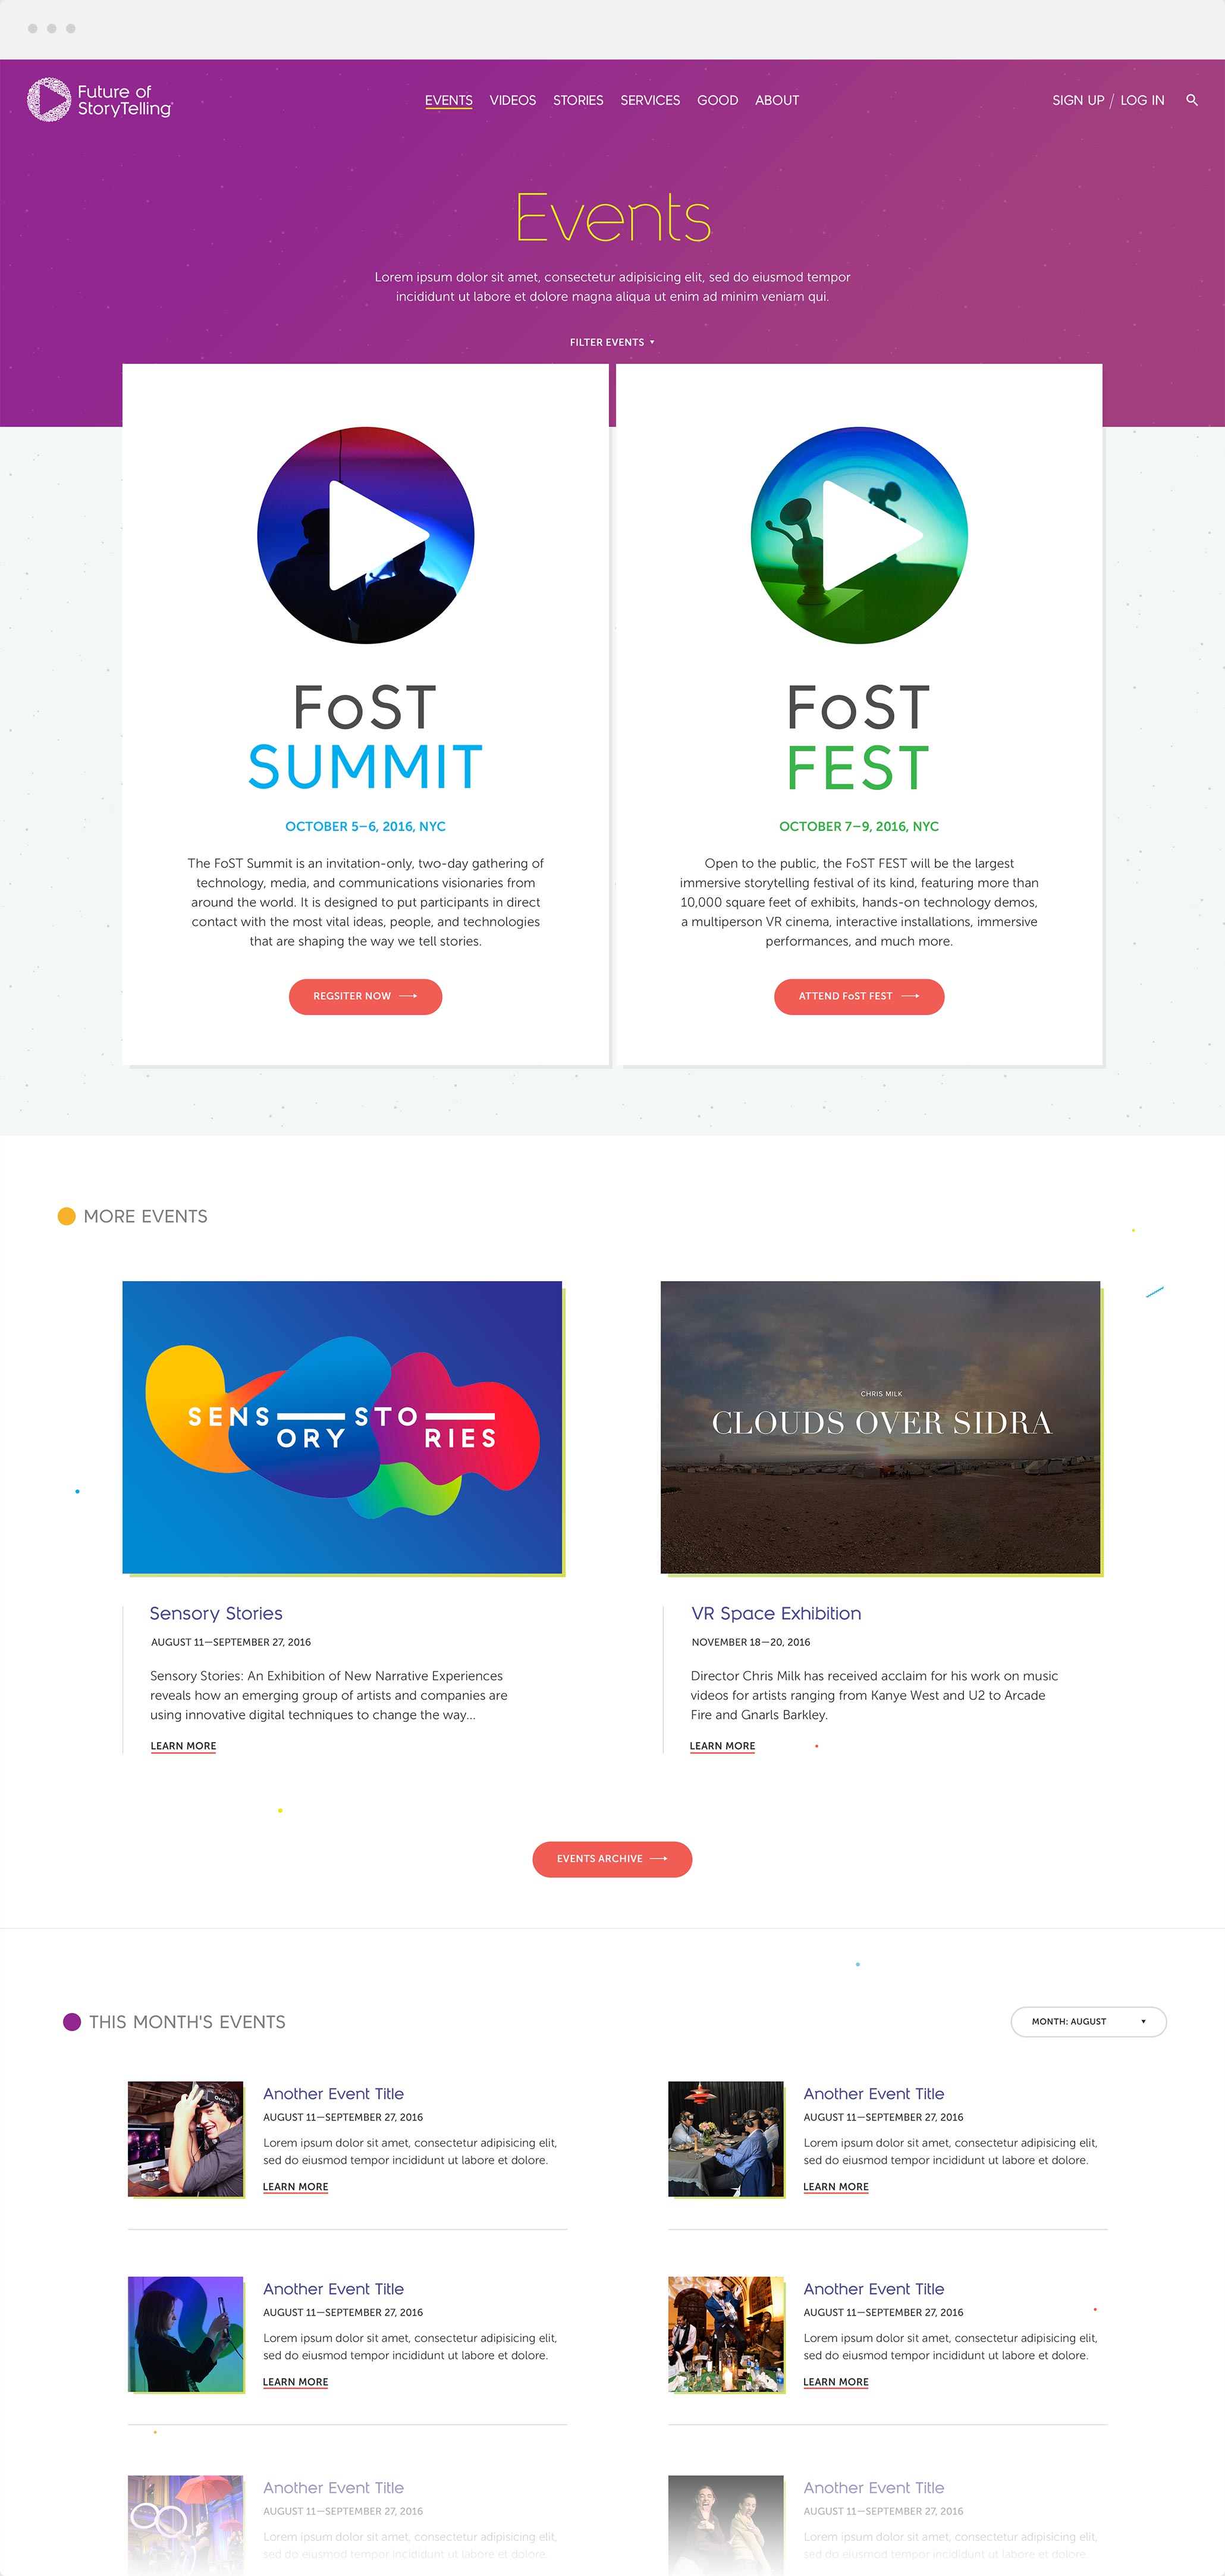 Future of
StoryTelling
EVENTS VIDEOS STORIES SERVICES GOOD ABOUT
SIGN UP / LOG IN
Events
Lorem ipsum dolor sit amet, consectetur adipisicing elit, sed do eiusmod tempor
incididunt ut labore et dolore magna aliqua ut enim ad minim veniam qui.
FILTER EVENTS
FoST
SUMMIT
OCTOBER 5–6, 2016, NYC
The FoST Summit is an invitation-only, two-day gathering of
technology, media, and communications visionaries from
around the world. It is designed to put participants in direct
contact with the most vital ideas, people, and technologies
that are shaping the way we tell stories.
REGSITER NOW
FoST
FEST
OCTOBER 7–9, 2016, NYC
Open to the public, the FoST FEST will be the largest
immersive storytelling festival of its kind, featuring more than
10,000 square feet of exhibits, hands-on technology demos,
a multiperson VR cinema, interactive installations, immersive
performances, and much more.
ATTEND FoST FEST
MORE EVENTS
SENS STO
ORY RIES
Sensory Stories
AUGUST 11—SEPTEMBER 27, 2016
Sensory Stories: An Exhibition of New Narrative Experiences
reveals how an emerging group of artists and companies are
using innovative digital techniques to change the way...
LEARN MORE
CHRIS MILK
CLOUDS OVER SIDRA
VR Space Exhibition
NOVEMBER 18—20, 2016
Director Chris Milk has received acclaim for his work on music
videos for artists ranging from Kanye West and U2 to Arcade
Fire and Gnarls Barkley.
LEARN MORE
EVENTS ARCHIVE
THIS MONTH'S EVENTS
MONTH: AUGUST
Another Event Title
AUGUST 11—SEPTEMBER 27, 2016
Lorem ipsum dolor sit amet, consectetur adipisicing elit,
sed do eiusmod tempor incididunt ut labore et dolore.
LEARN MORE
Another Event Title
AUGUST 11—SEPTEMBER 27, 2016
Lorem ipsum dolor sit amet, consectetur adipisicing elit,
sed do eiusmod tempor incididunt ut labore et dolore.
LEARN MORE
Another Event Title
AUGUST 11—SEPTEMBER 27, 2016
Lorem ipsum dolor sit amet, consectetur adipisicing elit,
sed do eiusmod tempor incididunt ut labore et dolore.
LEARN MORE
Another Event Title
AUGUST 11—SEPTEMBER 27, 2016
Lorem ipsum dolor sit amet, consectetur adipisicing elit,
sed do eiusmod tempor incididunt ut labore et dolore.
LEARN MORE
Another Event Title
AUGUST 11—SEPTEMBER 27, 2016
Lorem ipsum dolor sit amet, consectetur adipisicing elit,
sed do eiusmod tempor incididunt ut labore et dolore.
Another Event Title
AUGUST 11—SEPTEMBER 27, 2016
Lorem ipsum dolor sit amet, consectetur adipisicing elit,
sed do eiusmod tempor incididunt ut labore et dolore.